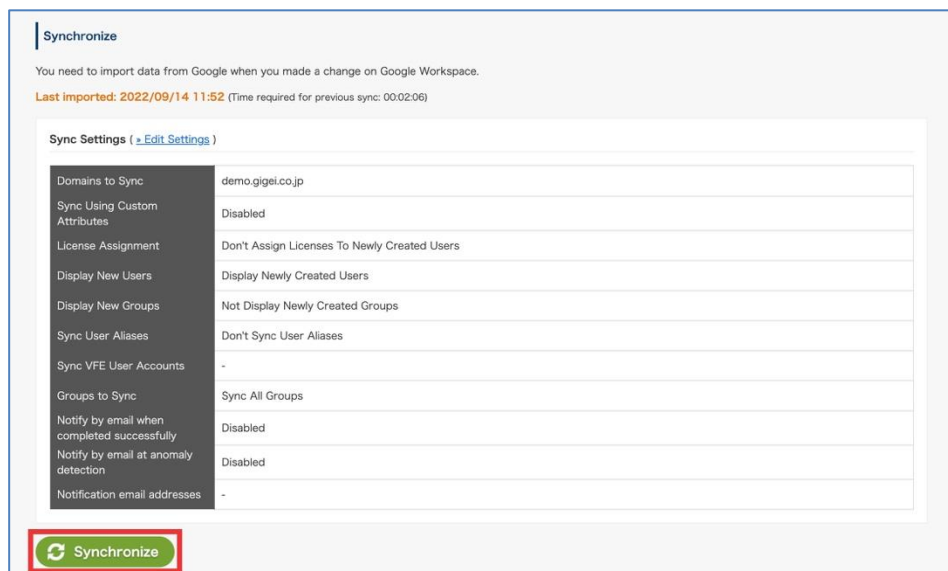 Synchronize
You need to import data from Google when you made a change on Google Workspace.
Last imported: 2022/09/14 11:52 (Time required for previous sync: 00:02:06)
Sync Settings ( » Edit Settings )
Domains to Sync demo.gigei.co.jp
Sync Using Custom
Attributes Disabled
License Assignment Don't Assign Licenses To Newly Created Users
Display New Users Display Newly Created Users
Display New Groups Not Display Newly Created Groups
Sync User Aliases Don't Sync User Aliases
Sync VFE User Accounts -
Groups to Sync Sync All Groups
Notify by email when
completed successfully Disabled
Notify by email at anomaly
detection Disabled
Notification email addresses -
Synchronize